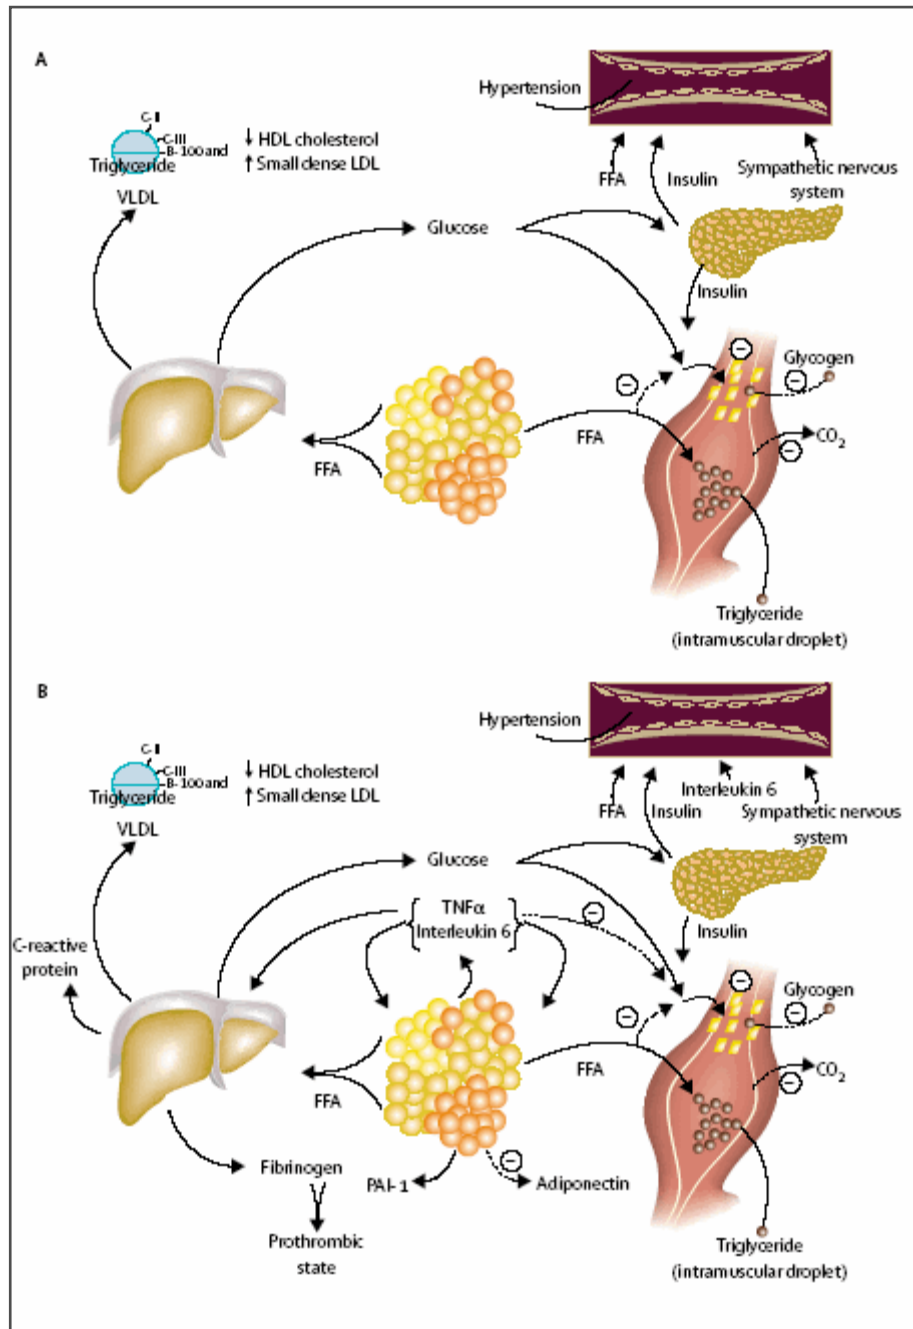 A
Hypertension
C-II
C-III
B-100 and
Triglyceride
VLDL
↓ HDL cholesterol
↑ Small dense LDL
FFA
Insulin
Sympathetic nervous
system
Glucose
Insulin
−
−
Glycogen
−
FFA
FFA
CO2
−
Triglyceride
(intramuscular droplet)
B
Hypertension
C-II
C-III
B-100 and
Triglyceride
VLDL
↓ HDL cholesterol
↑ Small dense LDL
Interleukin 6
FFA
Insulin
Sympathetic nervous
system
Glucose
TNFα
Interleukin 6
−
Insulin
C-reactive
protein
−
−
Glycogen
−
FFA
FFA
CO2
−
Fibrinogen
PAI-1
−
Adiponectin
Prothrombic
state
Triglyceride
(intramuscular droplet)